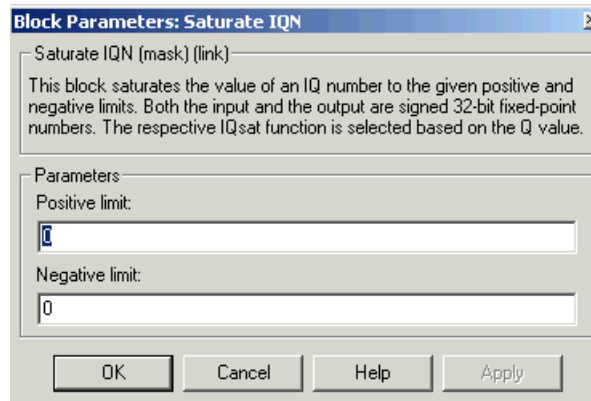 Block Parameters: Saturate IQN
Saturate IQN (mask) (link)
This block saturates the value of an IQ number to the given positive and
negative limits. Both the input and the output are signed 32-bit fixed-point
numbers. The respective IQsat function is selected based on the Q value.
Parameters
Positive limit:
0
Negative limit:
0
OK Cancel Help Apply